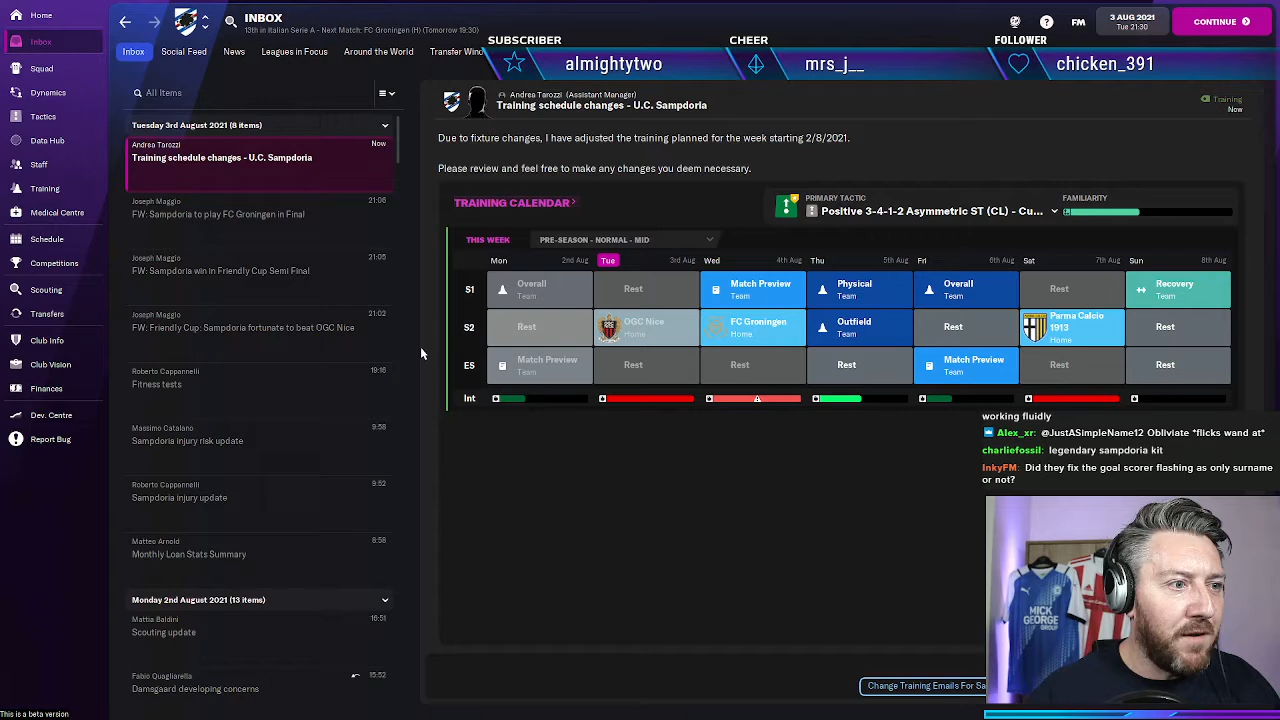 Home
Inbox
Squad
Dynamics
Tactics
Data Hub
Staff
Training
Medical Centre
Schedule
Competitions
Scouting
Transfers
Club Info
Club Vision
Finances
Dev. Centre
Report Bug
This is a beta version
INBOX
13th in Italian Serie A - Next Match: FC Groningen (H) (Tomorrow 19:30)
FM
3 AUG 2021
Tue 21:30
CONTINUE
Inbox
Social Feed
News
Leagues in Focus
Around the World
Transfer Wind
SUBSCRIBER
almightytwo
CHEER
mrs_j__
FOLLOWER
chicken_391
All Items
Tuesday 3rd August 2021 (8 items)
Andrea Tarozzi
Now
Training schedule changes - U.C. Sampdoria
Joseph Maggio
21:06
FW: Sampdoria to play FC Groningen in Final
Joseph Maggio
21:05
FW: Sampdoria win in Friendly Cup Semi Final
Joseph Maggio
21:02
FW: Friendly Cup: Sampdoria fortunate to beat OGC Nice
Roberto Cappannelli
19:16
Fitness tests
Massimo Catalano
9:58
Sampdoria injury risk update
Roberto Cappannelli
9:52
Sampdoria injury update
Matteo Arnold
8:58
Monthly Loan Stats Summary
Monday 2nd August 2021 (13 items)
Mattia Baldini
16:51
Scouting update
Fabio Quagliarella
15:52
Damsgaard developing concerns
Andrea Tarozzi (Assistant Manager)
Training schedule changes - U.C. Sampdoria
Training
Now
Due to fixture changes, I have adjusted the training planned for the week starting 2/8/2021.
Please review and feel free to make any changes you deem necessary.
TRAINING CALENDAR
PRIMARY TACTIC
Positive 3-4-1-2 Asymmetric ST (CL) - Cu...
FAMILIARITY
THIS WEEK
PRE-SEASON - NORMAL - MID
Mon 2nd Aug
Tue 3rd Aug
Wed 4th Aug
Thu 5th Aug
Fri 6th Aug
Sat 7th Aug
Sun 8th Aug
S1
Overall
Team
Rest
Match Preview
Team
Physical
Team
Overall
Team
Rest
Recovery
Team
S2
Rest
OGC Nice
Home
FC Groningen
Home
Outfield
Team
Rest
Parma Calcio
1913
Home
Rest
ES
Match Preview
Team
Rest
Rest
Rest
Match Preview
Team
Rest
Rest
Int
working fluidly
Alex_xr: @JustASimpleName12 Obliviate *flicks wand at*
charliefossil: legendary sampdoria kit
InkyFM: Did they fix the goal scorer flashing as only surname
or not?
Change Training Emails For Sa
MICK
GEORGE